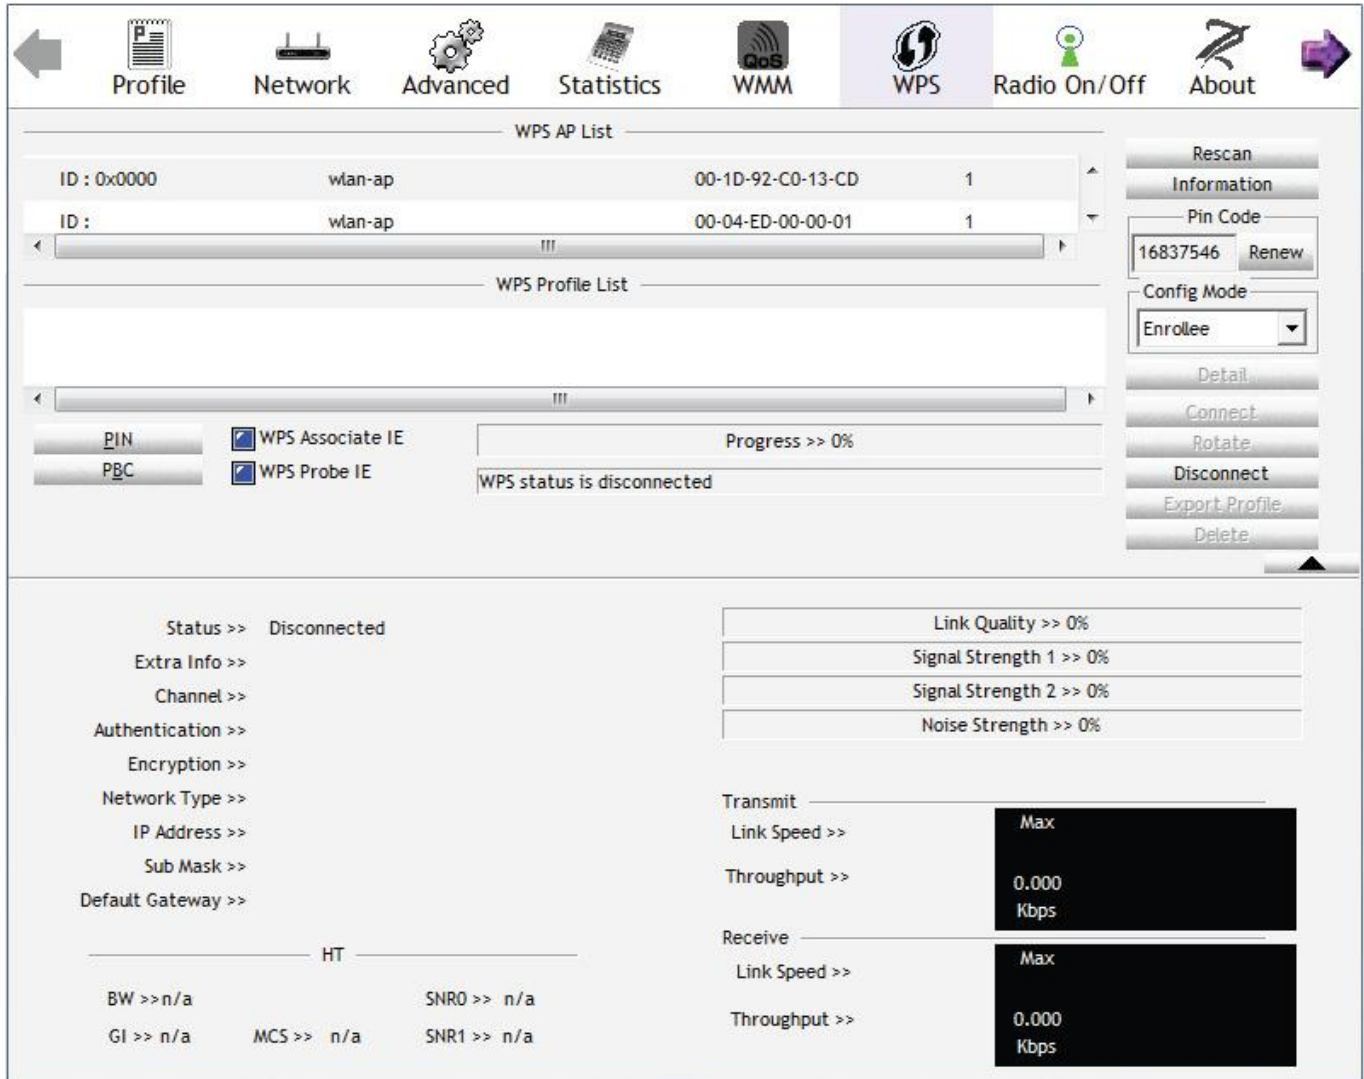 Profile Network Advanced Statistics QoS WMM WPS Radio On/Off About
WPS AP List
ID : 0x0000 wlan-ap 00-1D-92-C0-13-CD 1
ID : wlan-ap 00-04-ED-00-00-01 1
WPS Profile List
Rescan
Information
Pin Code
16837546 Renew
Config Mode
Enrollee
Detail
Connect
Rotate
Disconnect
Export Profile
Delete
PIN WPS Associate IE Progress >> 0%
PBC WPS Probe IE WPS status is disconnected
Status >> Disconnected
Extra Info >>
Channel >>
Authentication >>
Encryption >>
Network Type >>
IP Address >>
Sub Mask >>
Default Gateway >>
HT
BW >>n/a SNR0 >> n/a
GI >> n/a MCS >> n/a SNR1 >> n/a
Link Quality >> 0%
Signal Strength 1 >> 0%
Signal Strength 2 >> 0%
Noise Strength >> 0%
Transmit
Link Speed >> Max
Throughput >> 0.000
Kbps
Receive
Link Speed >> Max
Throughput >> 0.000
Kbps